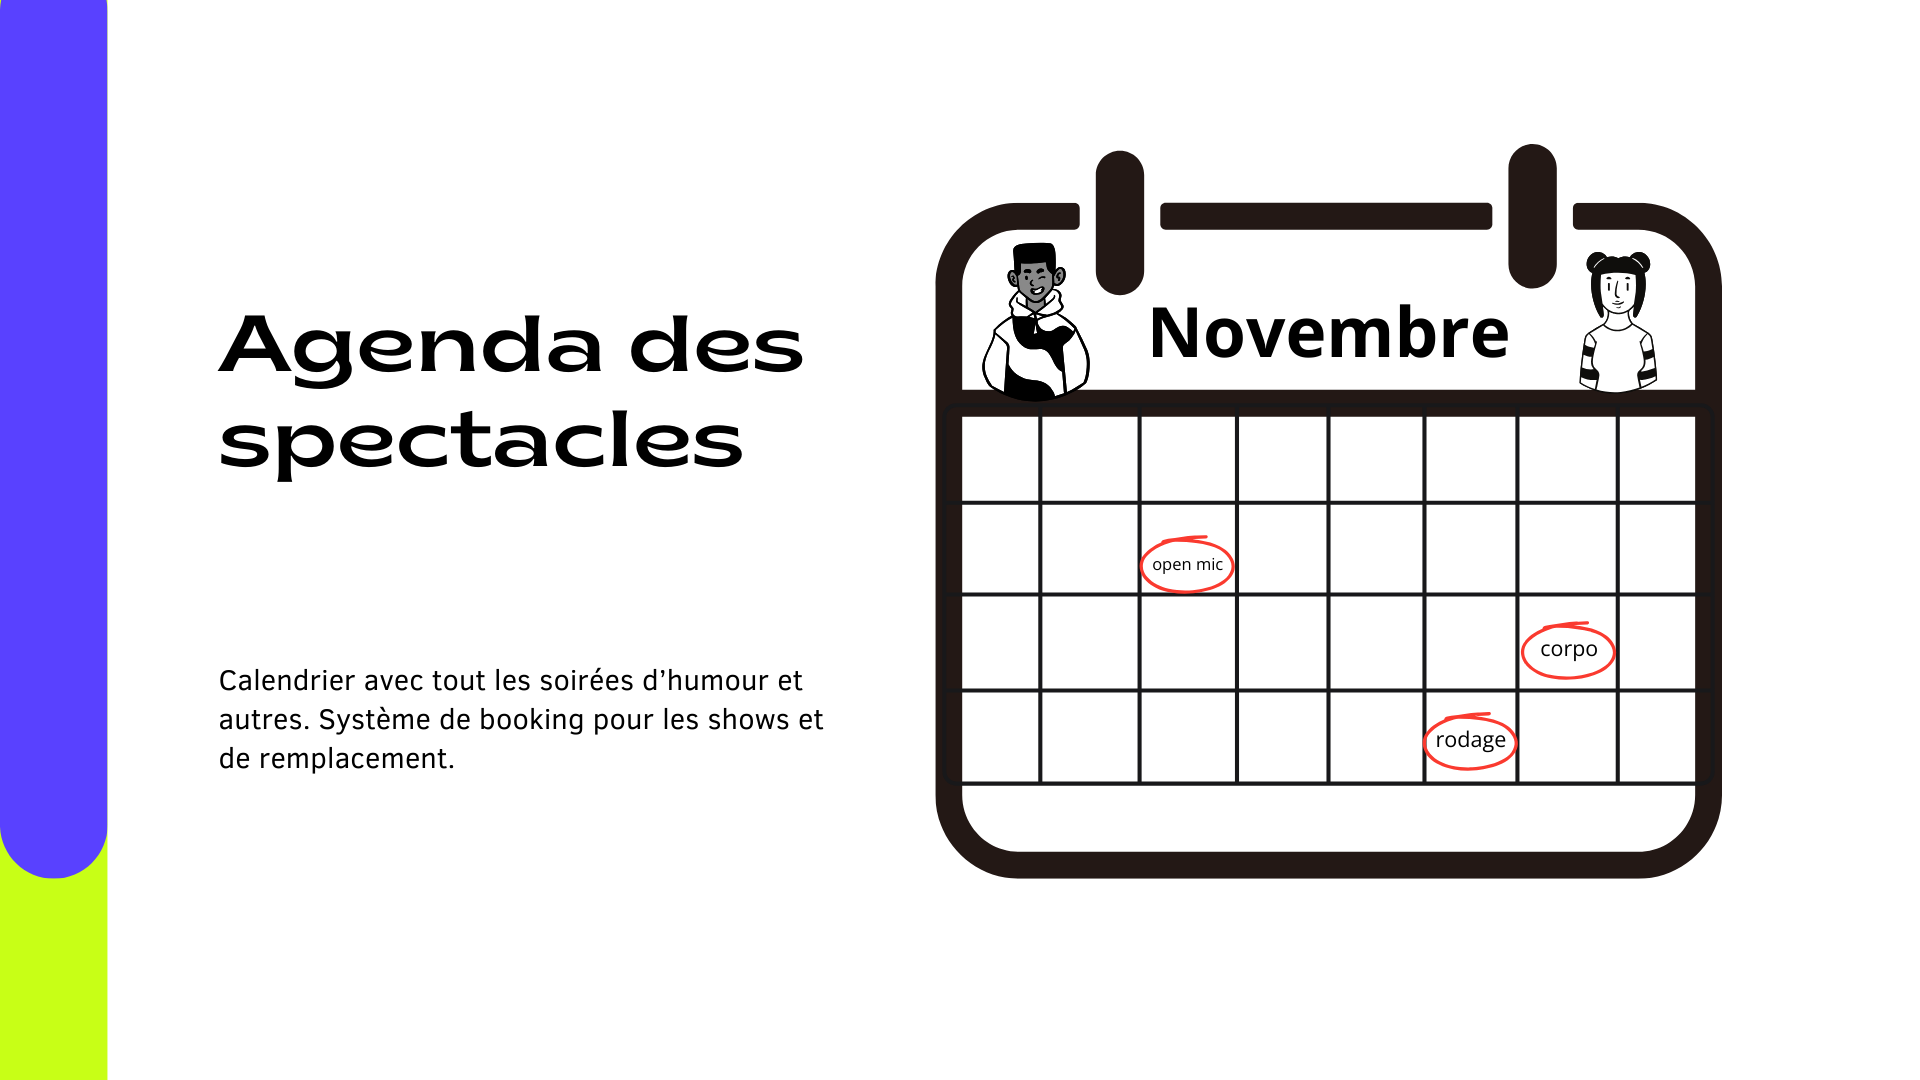 Agenda des
spectacles
Calendrier avec tout les soirées d’humour et
autres. Système de booking pour les shows et
de remplacement.
Novembre
open mic
corpo
rodage